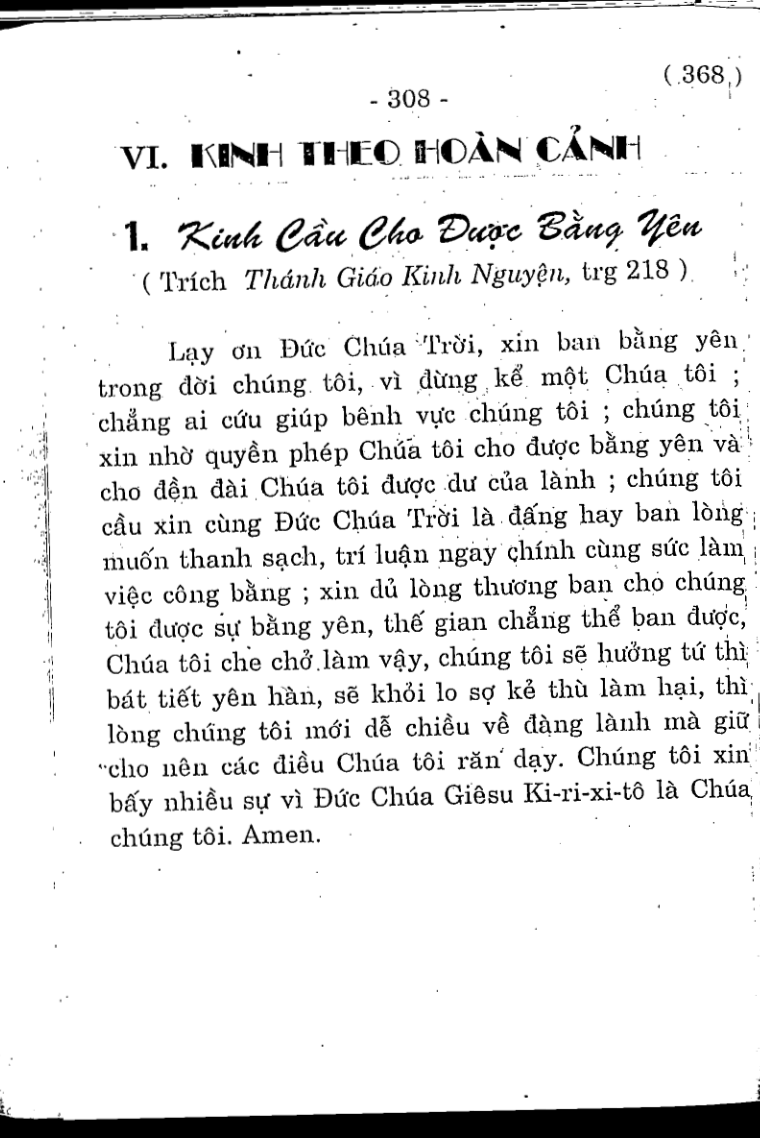 ( 368 )
- 308 -
VI. KINH THEO HOÀN CẢNH
1. Kinh Cầu Cho Được Bằng Yên
( Trích Thánh Giáo Kinh Nguyện, trg 218 )
Lạy ơn Đức Chúa Trời, xin ban bằng yên
trong đời chúng tôi, vì đừng kể một Chúa tôi ;
chẳng ai cứu giúp bênh vực chúng tôi ; chúng tôi
xin nhờ quyền phép Chúa tôi cho được bằng yên và
cho đền đài Chúa tôi được dư của lành ; chúng tôi
cầu xin cùng Đức Chúa Trời là đấng hay ban lòng
muốn thanh sạch, trí luận ngay chính cùng sức làm
việc công bằng ; xin dủ lòng thương ban cho chúng
tôi được sự bằng yên, thế gian chẳng thể ban được,
Chúa tôi che chở làm vậy, chúng tôi sẽ hưởng tứ thì
bát tiết yên hàn, sẽ khỏi lo sợ kẻ thù làm hại, thì
lòng chúng tôi mới dễ chiều về đàng lành mà giữ
cho nên các điều Chúa tôi răn dạy. Chúng tôi xin
bấy nhiều sự vì Đức Chúa Giêsu Ki-ri-xi-tô là Chúa
chúng tôi. Amen.